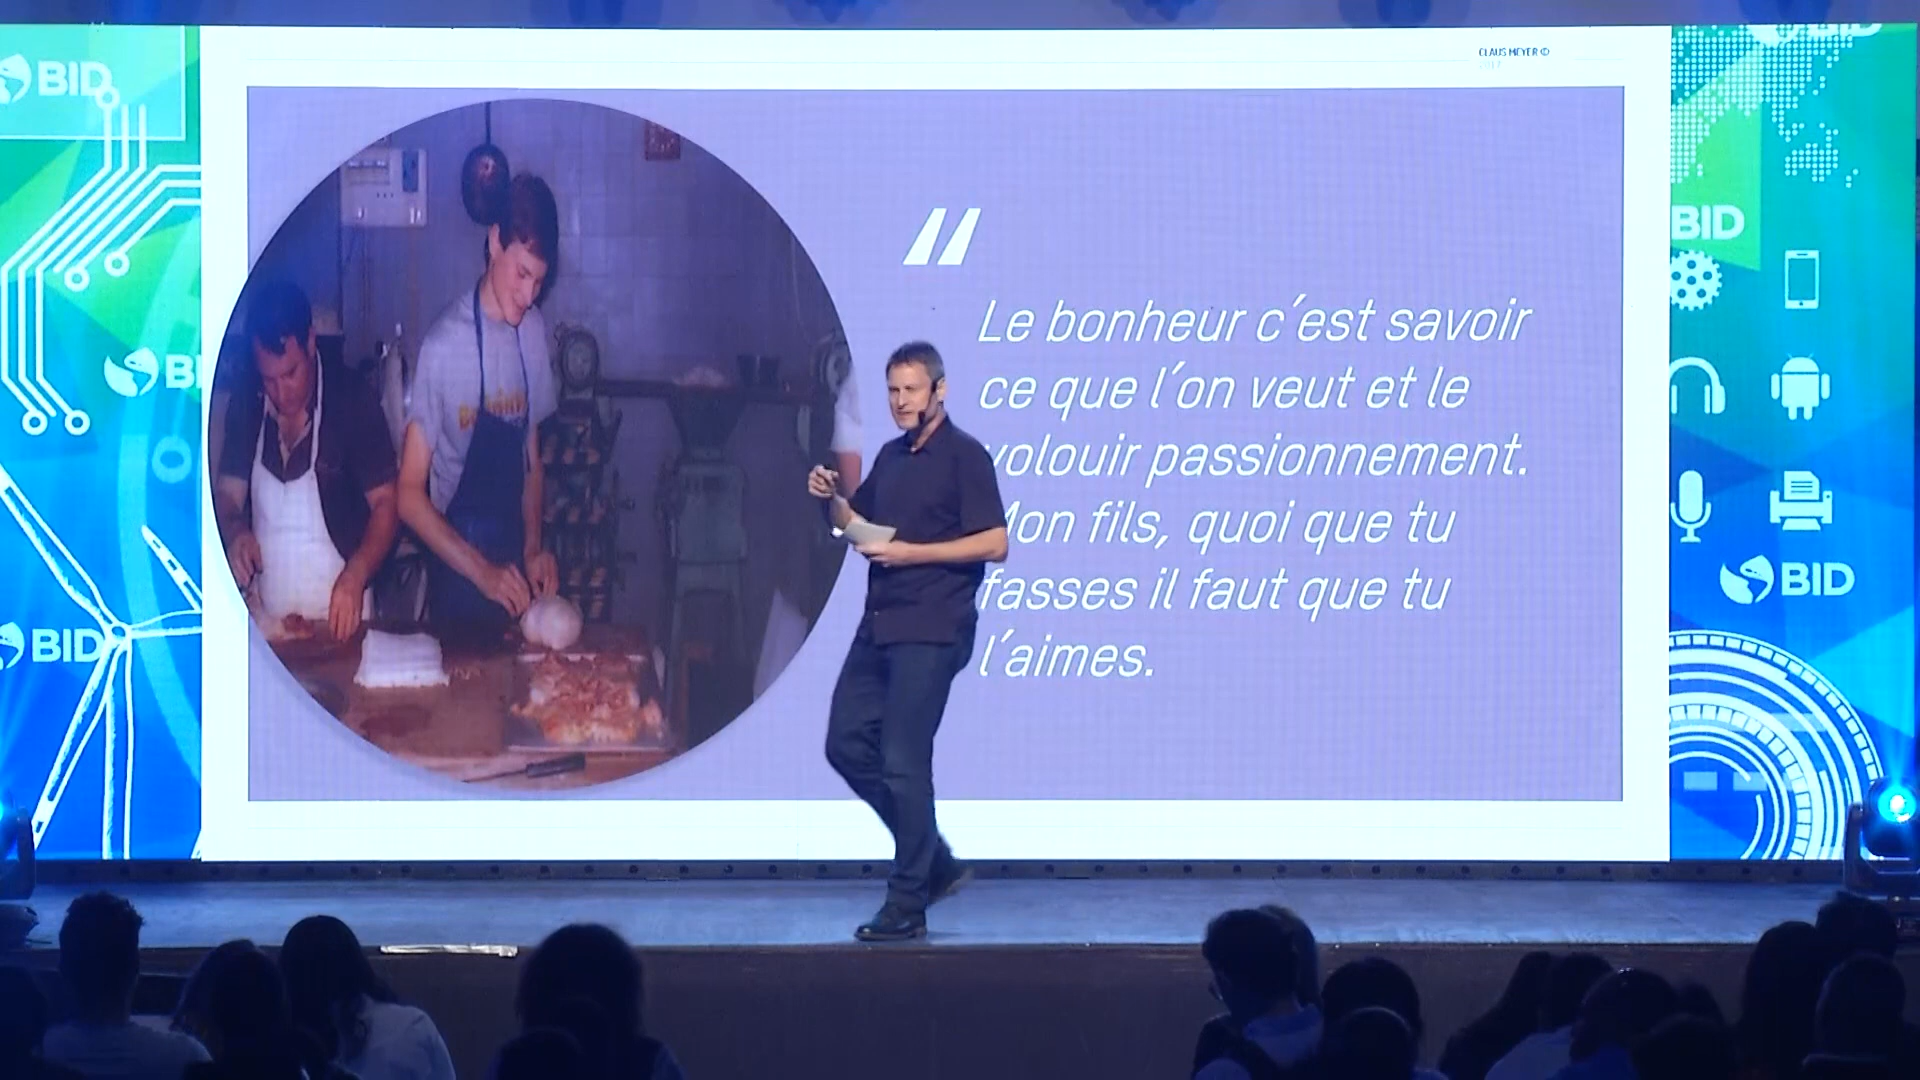 BID
CLAUS MEYER ©
BID
BID
Le bonheur c'est savoir
ce que l'on veut et le
volouir passionnement.
Mon fils, quoi que tu
fasses il faut que tu
l'aimes.
BID
BID